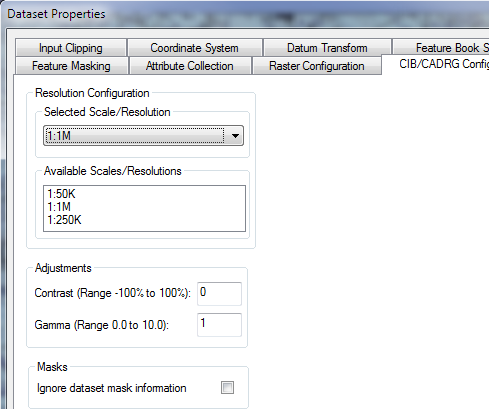 Dataset Properties
Input Clipping Coordinate System Datum Transform Feature Book S
Feature Masking Attribute Collection Raster Configuration CIB/CADRG Config
Resolution Configuration
Selected Scale/Resolution
1:1M
Available Scales/Resolutions
1:50K
1:1M
1:250K
Adjustments
Contrast (Range -100% to 100%): 0
Gamma (Range 0.0 to 10.0): 1
Masks
Ignore dataset mask information